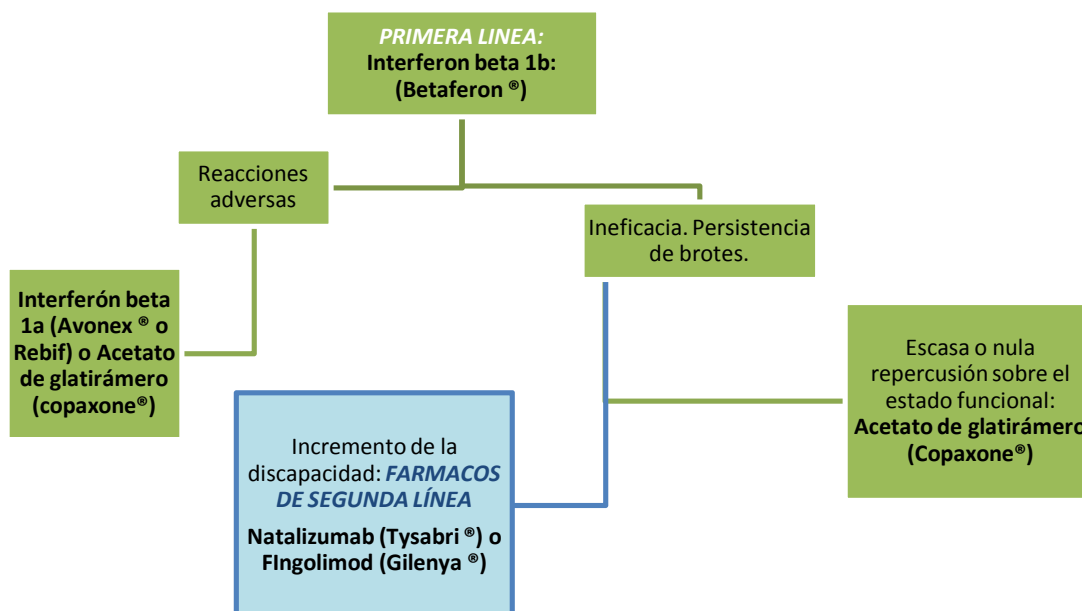 PRIMERA LINEA:
Interferon beta 1b:
(Betaferon ®)
Reacciones
adversas
Ineficacia. Persistencia
de brotes.
Interferón beta
1a (Avonex ® o
Rebif) o Acetato
de glatirámero
(copaxone®)
Escasa o nula
repercusión sobre el
estado funcional:
Acetato de glatirámero
(Copaxone®)
Incremento de la
discapacidad: FARMACOS
DE SEGUNDA LÍNEA
Natalizumab (Tysabri ®) o
FIngolimod (Gilenya ®)